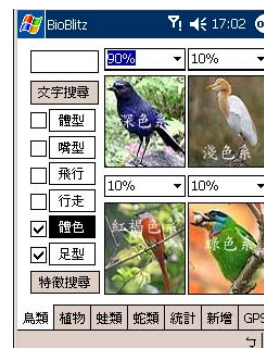 BioBlitz 17:02
90% 10%
文字搜尋
體型
嘴型
深色系 淺色系
飛行
10% 10%
行走
體色
紅褐色系 綠色系
足型
特徵搜尋
鳥類 植物 蛙類 蛇類 統計 新增 GPS
ㄅ